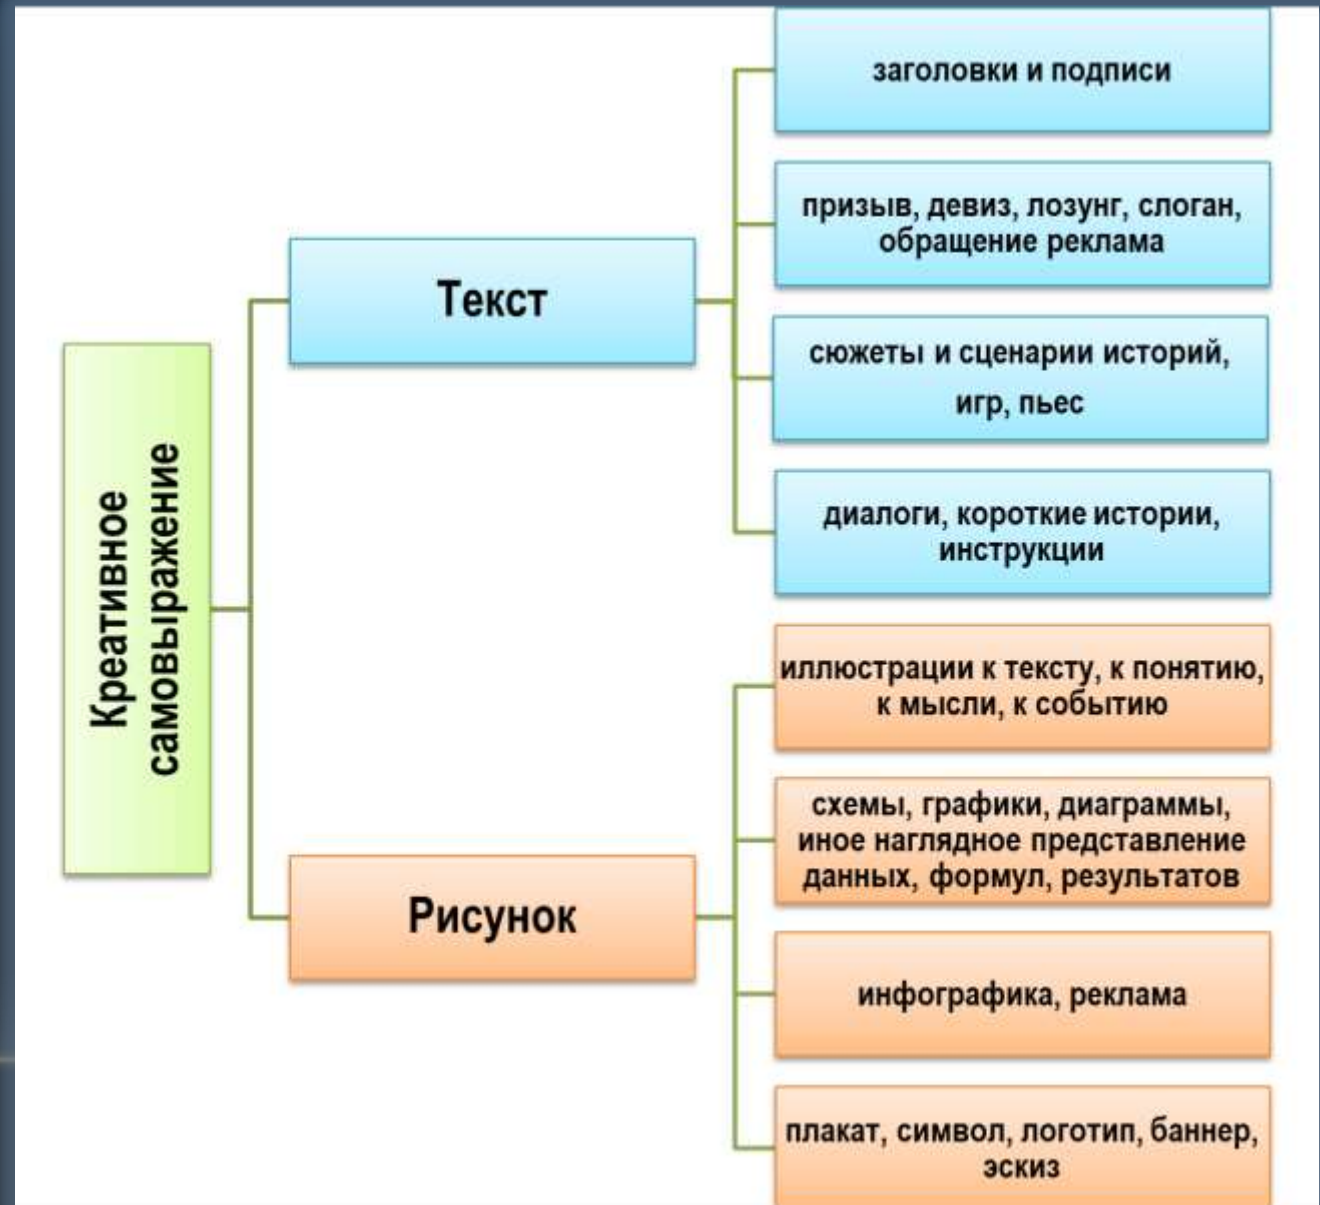 Креативное
самовыражение
Текст
заголовки и подписи
призыв, девиз, лозунг, слоган,
обращение реклама
сюжеты и сценарии историй,
игр, пьес
диалоги, короткие истории,
инструкции
Рисунок
иллюстрации к тексту, к понятию,
к мысли, к событию
схемы, графики, диаграммы,
иное наглядное представление
данных, формул, результатов
инфографика, реклама
плакат, символ, логотип, баннер,
эскиз